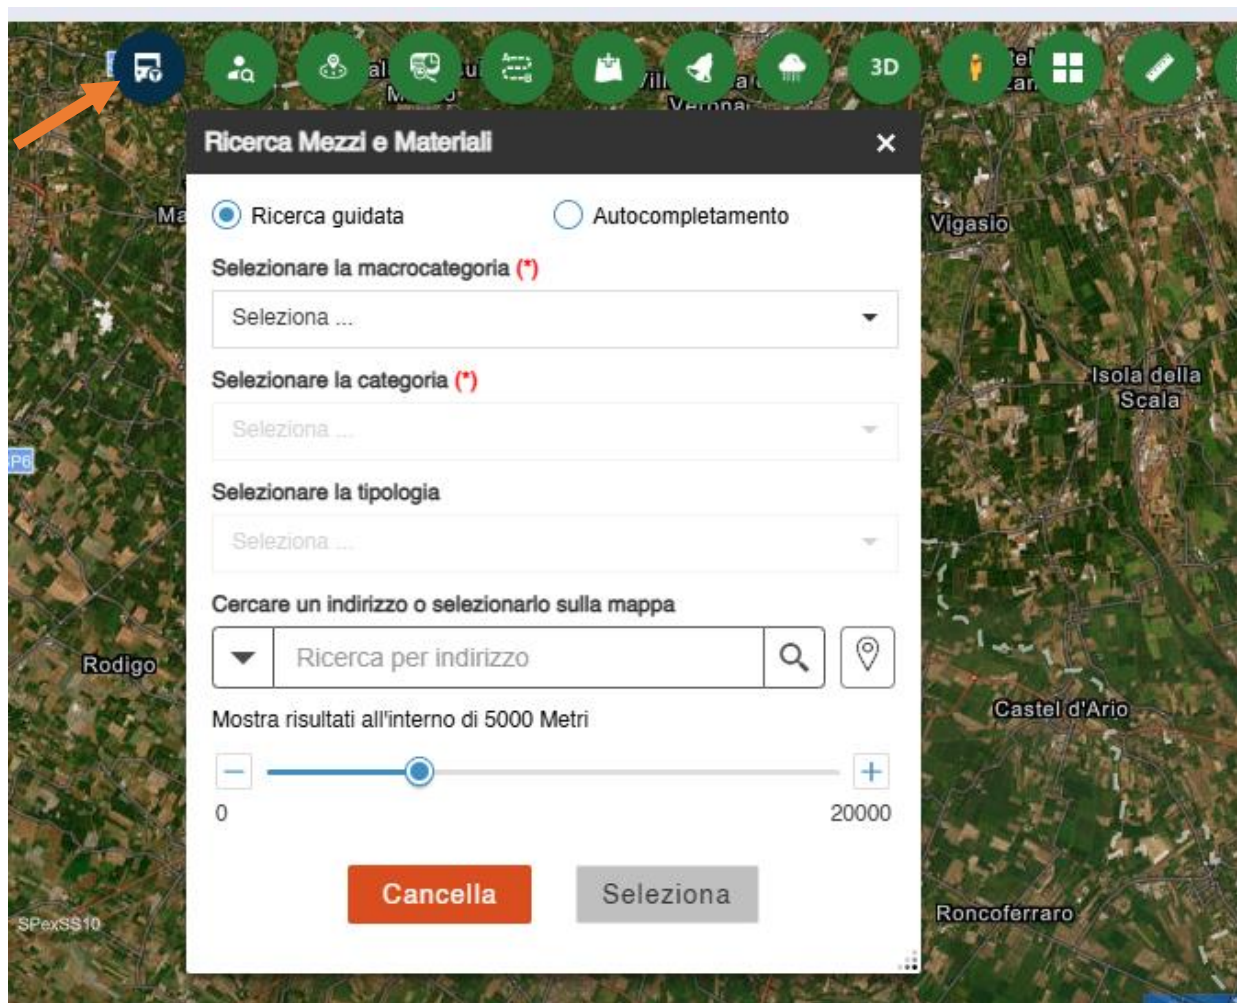 3D
Verona
Ricerca Mezzi e Materiali
Ricerca guidata
Autocompletamento
Vigasio
Selezionare la macrocategoria (*)
Seleziona ...
Selezionare la categoria (*)
Isola della
Scala
Seleziona ...
Selezionare la tipologia
Seleziona ...
Cercare un indirizzo o selezionarlo sulla mappa
Rodigo
Ricerca per indirizzo
Castel d'Ario
Mostra risultati all'interno di 5000 Metri
0
20000
Cancella
Seleziona
Roncoferraro
SPexSS10